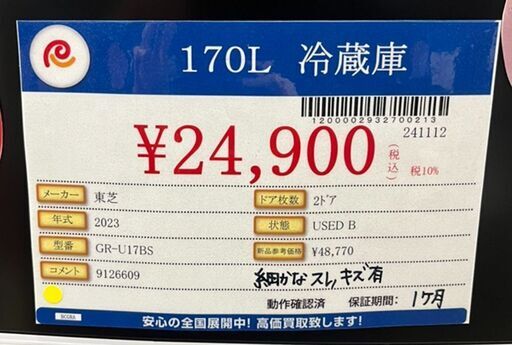 170L 冷蔵庫
1200002932700213
241112
¥24,900 (税込) 税10%
メーカー 東芝 ドア枚数 2ドア
年式 2023 状態 USED B
型番 GR-U17BS 新品参考価格 ¥48,770
コメント 9126609 細かなスレ、キズ有
動作確認済 保証期間: 1ヶ月
安心の全国展開中! 高価買取致します!